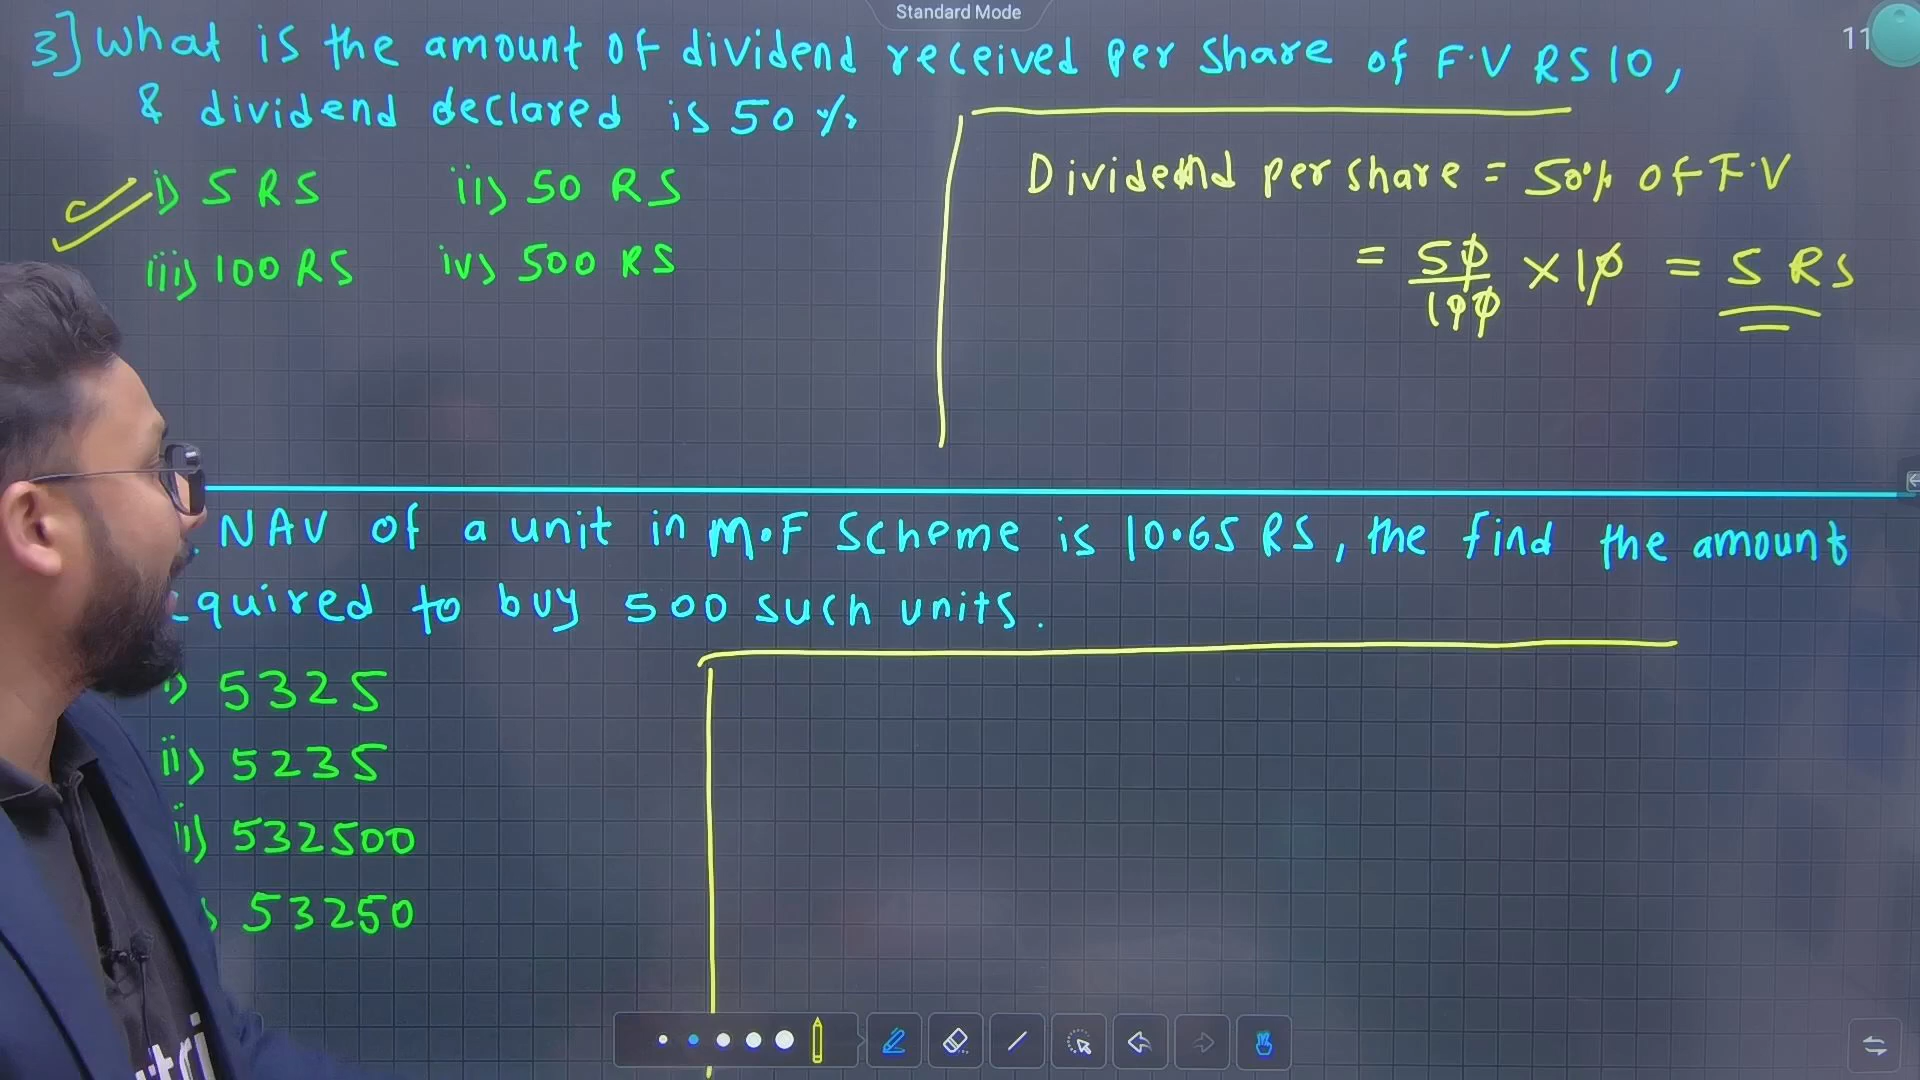 Standard Mode
11
3] What is the amount of dividend received per share of F.V RS 10,
& dividend declared is 50%
i) 5 RS ii) 50 RS
iii) 100 RS iv) 500 RS
Dividend per share = 50% of F.V
= 50/100 × 10 = 5 RS
NAV of a unit in M.F Scheme is 10.65 RS, the find the amount
quired to buy 500 such units.
i) 5325
ii) 5235
ii) 532500
) 53250